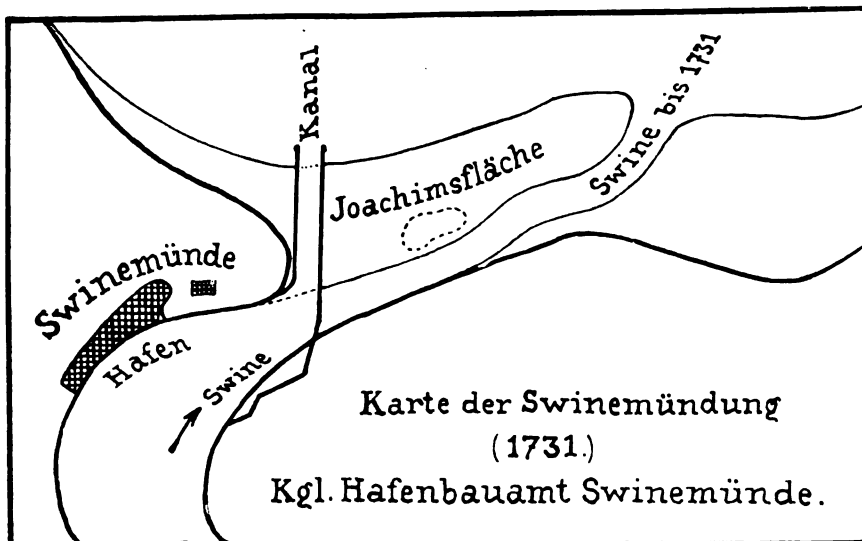 Kanal
Swine bis 1731
Joachimsfläche
Swinemünde
Hafen
Swine
Karte der Swinemündung
(1731.)
Kgl. Hafenbauamt Swinemünde.